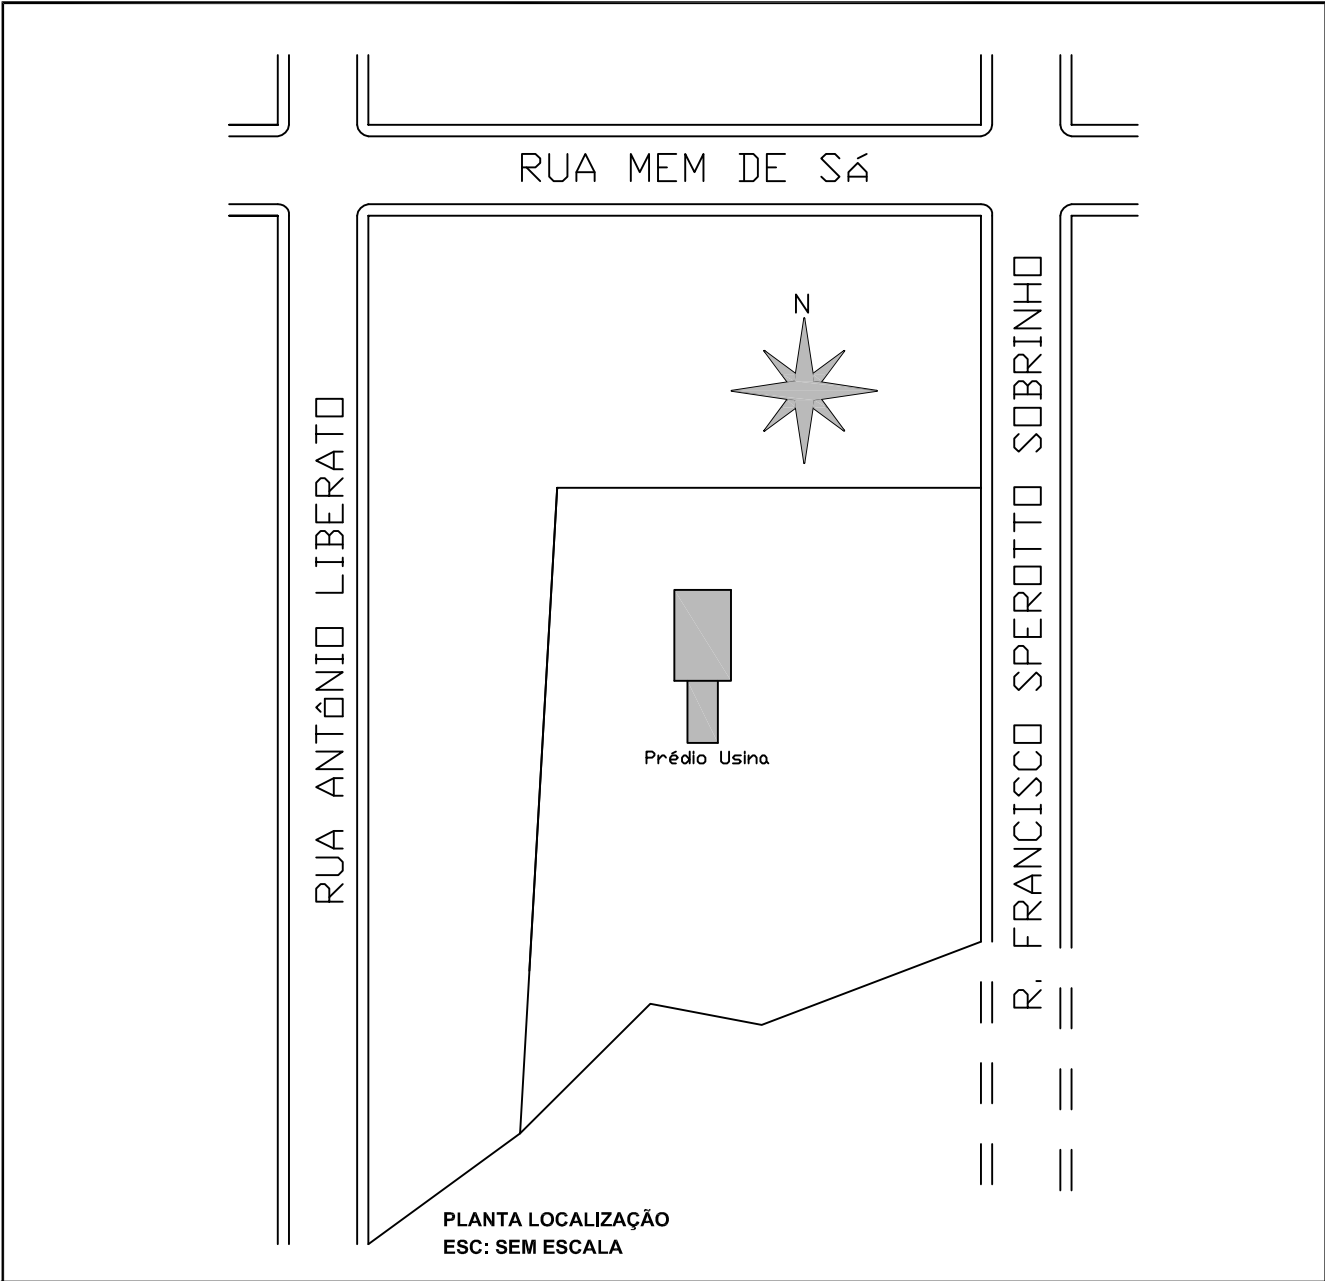 RUA MEM DE Sá
N
RUA ANTÔNIO LIBERATO
R. FRANCISCO SPEROTTO SOBRINHO
Prédio Usina
PLANTA LOCALIZAÇÃO
ESC: SEM ESCALA